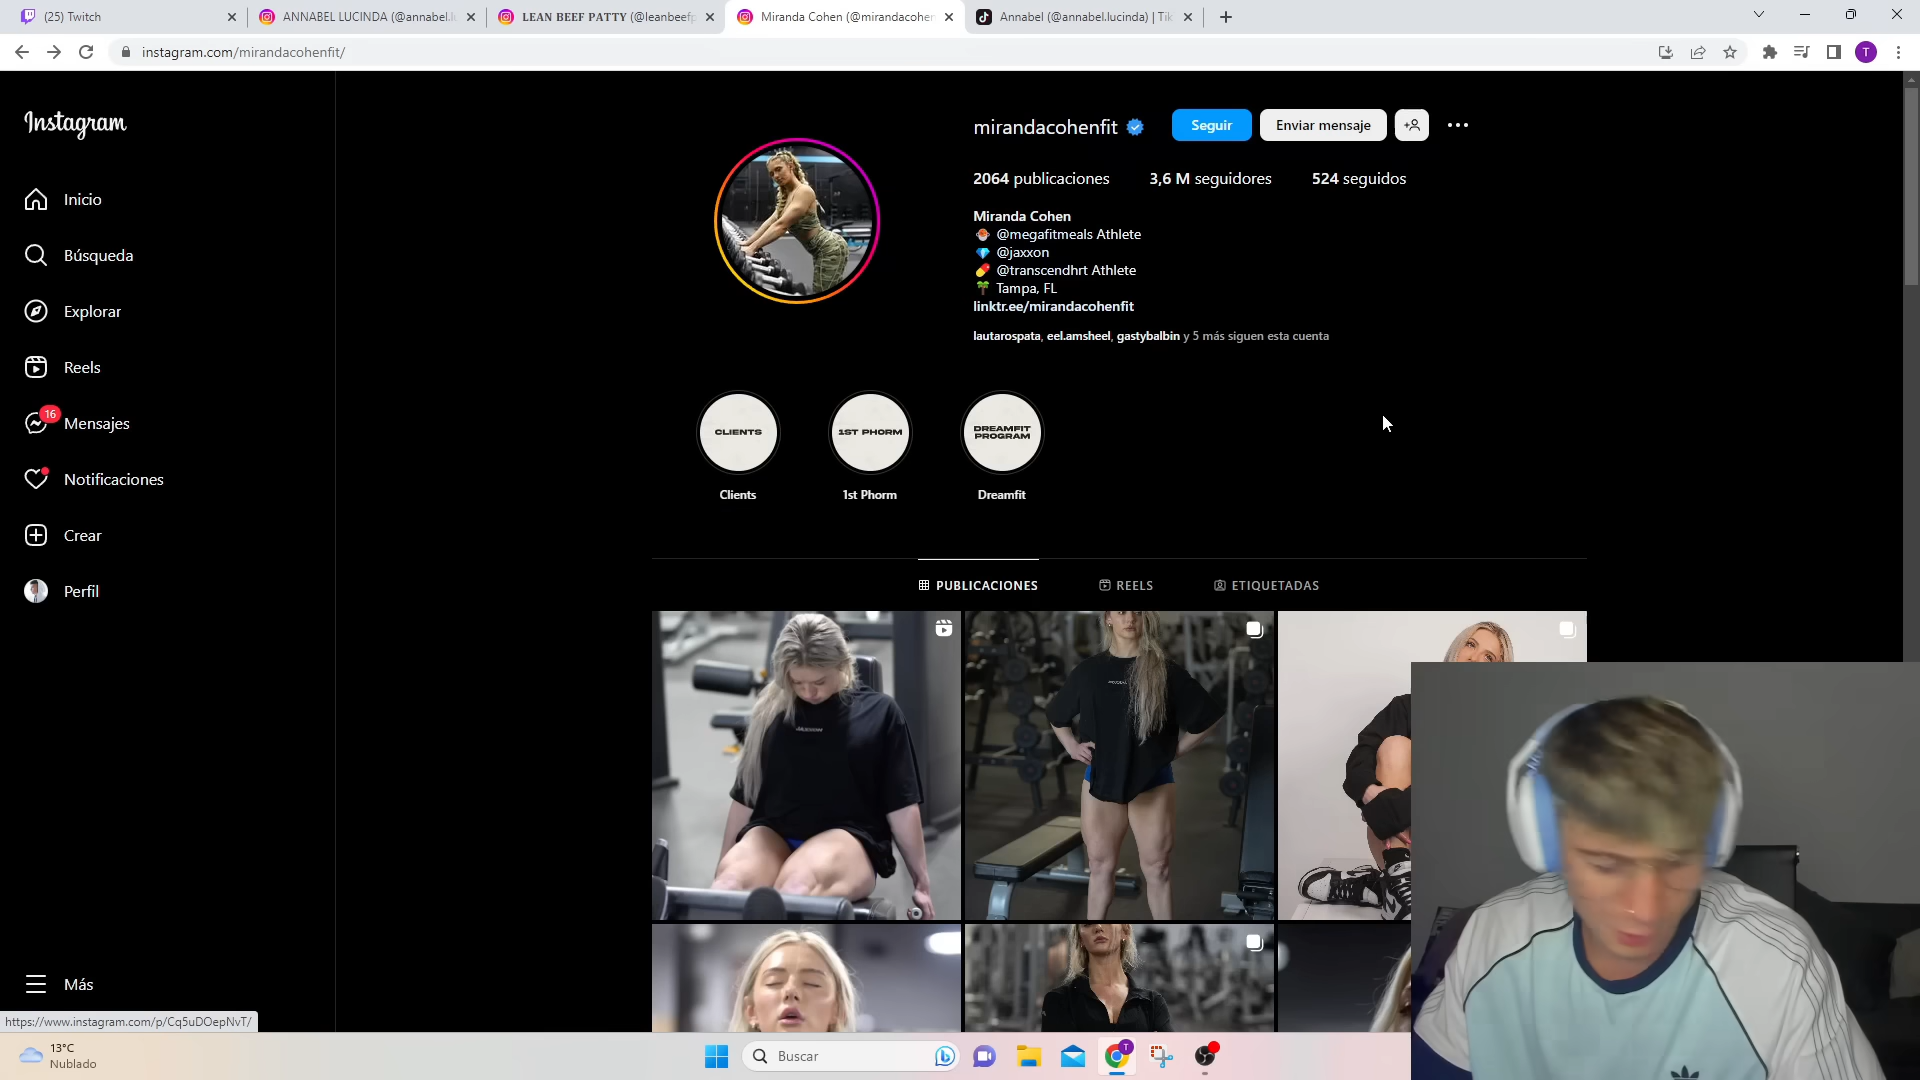 (25) Twitch
ANNABEL LUCINDA (@annabel.l
LEAN BEEF PATTY (@leanbeefp
Miranda Cohen (@mirandacohen
Annabel (@annabel.lucinda) | Tik
instagram.com/mirandacohenfit/
T
Instagram
Inicio
Búsqueda
Explorar
Reels
16
Mensajes
Notificaciones
Crear
Perfil
Más
mirandacohenfit
Seguir
Enviar mensaje
2064 publicaciones
3,6 M seguidores
524 seguidos
Miranda Cohen
@megafitmeals Athlete
@jaxxon
@transcendhrt Athlete
Tampa, FL
linktr.ee/mirandacohenfit
lautarospata, eel.amsheel, gastybalbin y 5 más siguen esta cuenta
CLIENTS
1ST PHORM
DREAMFIT
PROGRAM
Clients
1st Phorm
Dreamfit
PUBLICACIONES
REELS
ETIQUETADAS
https://www.instagram.com/p/Cq5uDOepNvT/
13°C
Nublado
Buscar
T